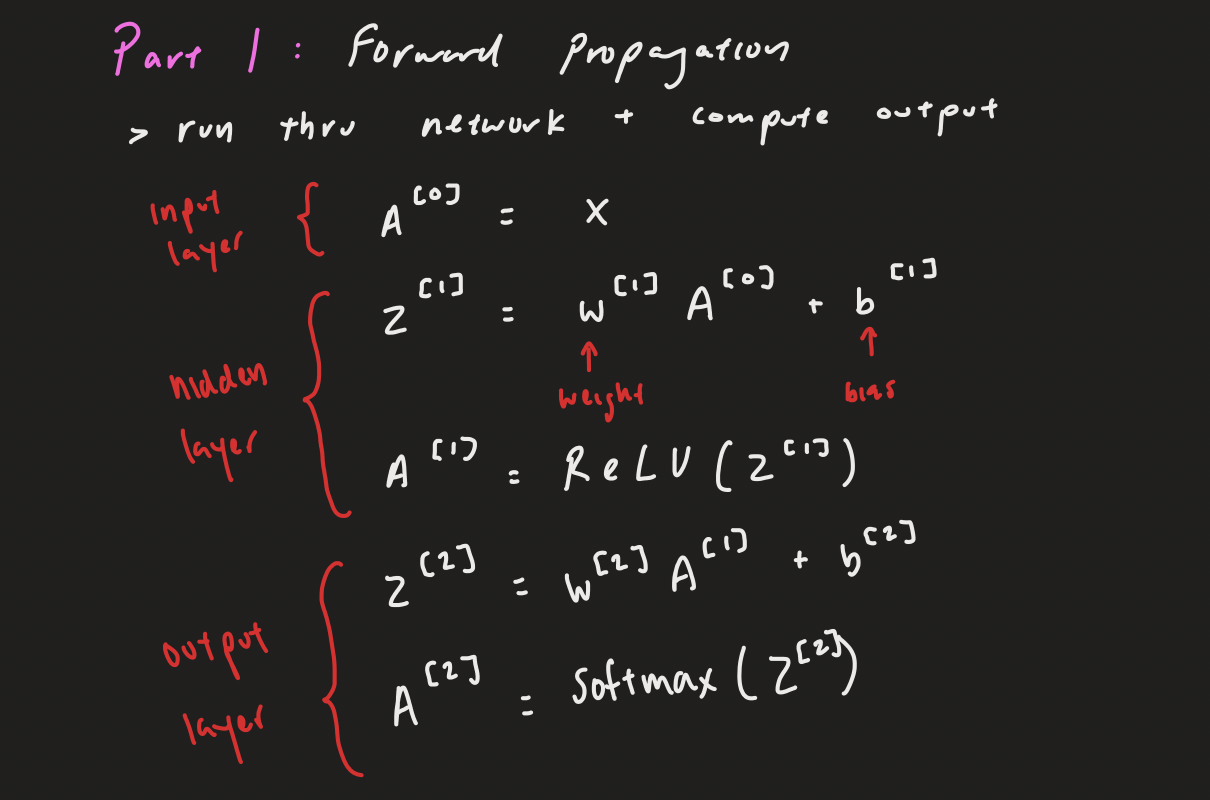 Part 1: Forward Propagation
> run thru network + compute output
input layer { A^[0] = X
hidden layer { Z^[1] = W^[1] A^[0] + b^[1]
↑ weight ↑ bias
A^[1] = ReLU(Z^[1])
output layer { Z^[2] = W^[2] A^[1] + b^[2]
A^[2] = softmax(Z^[2])